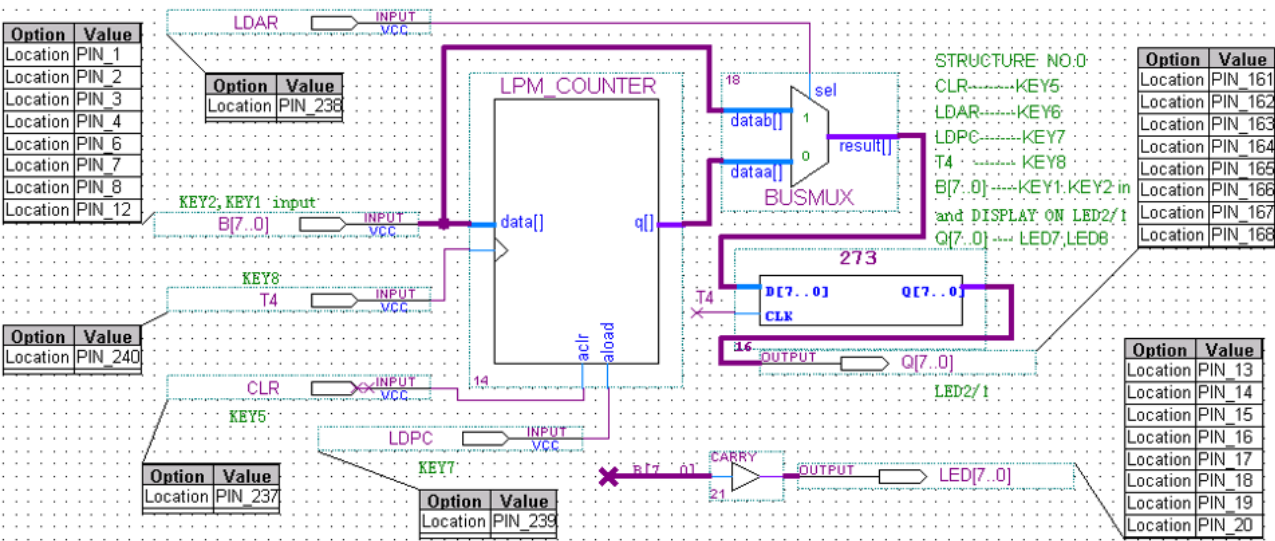 Option Value
Location PIN_1
Location PIN_2
Location PIN_3
Location PIN_4
Location PIN_6
Location PIN_7
Location PIN_8
Location PIN_12
LDAR
INPUT
VCC
Option Value
Location PIN_238
KEY2,KEY1 input
B[7..0]
INPUT
VCC
KEY8
T4
INPUT
VCC
Option Value
Location PIN_240
CLR
INPUT
VCC
KEY5
Option Value
Location PIN_237
LDPC
INPUT
VCC
KEY7
Option Value
Location PIN_239
LPM_COUNTER
data[]
q[]
aclr
aload
14
18
sel
datab[]
1
result[]
dataa[]
0
BUSMUX
STRUCTURE NO:0
CLR--------KEY5
LDAR-------KEY6
LDPC-------KEY7
T4 ------- KEY8
B[7..0]----KEY1.KEY2 in
and DISPLAY ON LED2/1
Q[7..0]---- LED7,LED8
273
D[7..0]
Q[7..0]
T4
CLK
16
OUTPUT
Q[7..0]
LED2/1
B[7..0]
CARRY
21
OUTPUT
LED[7..0]
Option Value
Location PIN_161
Location PIN_162
Location PIN_163
Location PIN_164
Location PIN_165
Location PIN_166
Location PIN_167
Location PIN_168
Option Value
Location PIN_13
Location PIN_14
Location PIN_15
Location PIN_16
Location PIN_17
Location PIN_18
Location PIN_19
Location PIN_20